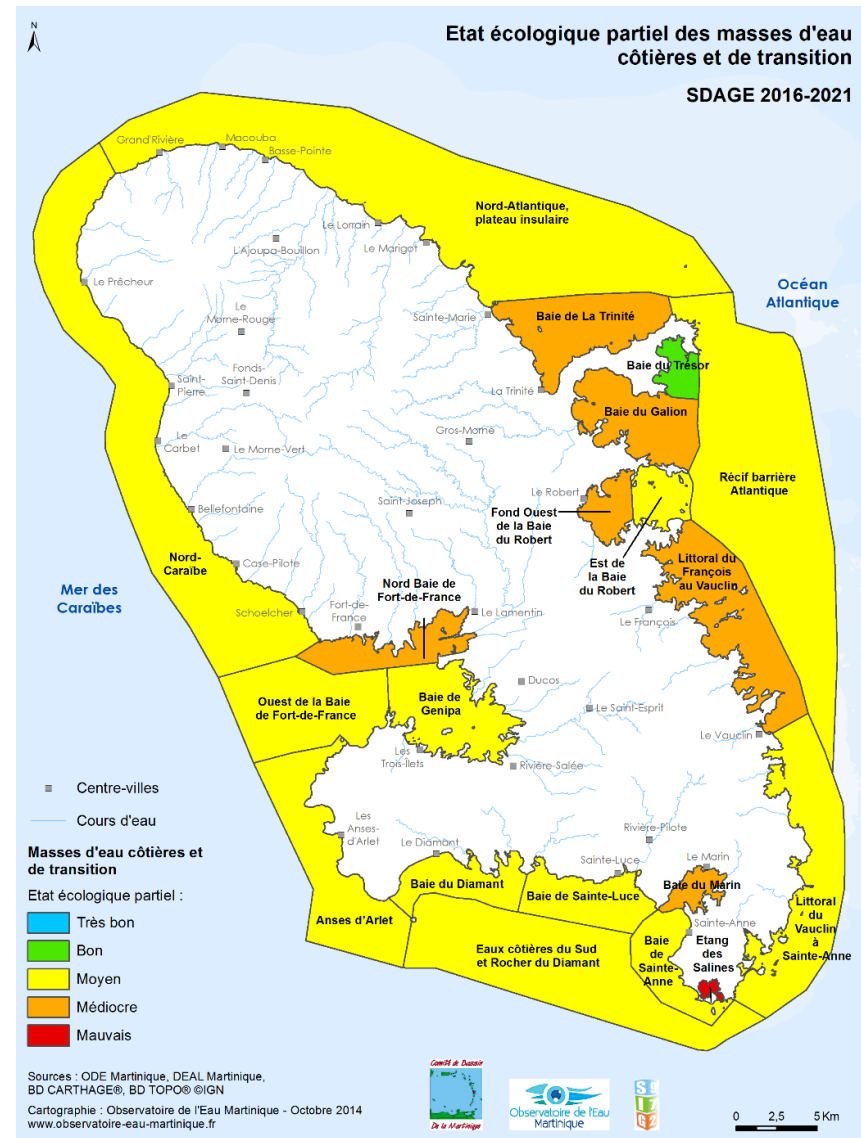 Etat écologique partiel des masses d'eau
côtières et de transition
SDAGE 2016-2021
N
Grand'Rivière
Macouba
Basse-Pointe
Nord-Atlantique,
plateau insulaire
Le Lorrain
L'Ajoupa-Bouillon
Le Marigot
Le Prêcheur
Océan
Atlantique
Le
Morne-Rouge
Sainte-Marie
Baie de La Trinité
Fonds-
Saint-Denis
Saint-
Pierre
Baie du Trésor
La Trinité
Baie du Galion
Le
Carbet
Le Morne-Vert
Gros-Morne
Récif barrière
Atlantique
Le Robert
Saint-Joseph
Bellefontaine
Fond Ouest
de la Baie
du Robert
Est de
la Baie
du Robert
Littoral du
François
au Vauclin
Nord-
Caraïbe
Case-Pilote
Mer des
Caraïbes
Nord Baie de
Fort-de-France
Schoelcher
Fort-de-
France
Le Lamentin
Le François
Ducos
Ouest de la Baie
de Fort-de-France
Baie de
Genipa
Le Saint-Esprit
Le Vauclin
Les
Trois-Îlets
Rivière-Salée
Centre-villes
Cours d'eau
Les
Anses-
d'Arlet
Le Diamant
Rivière-Pilote
Sainte-Luce
Le Marin
Baie du Marin
Baie du Diamant
Baie de Sainte-Luce
Anses d'Arlet
Sainte-Anne
Littoral
du
Vauclin
à
Sainte-Anne
Eaux côtières du Sud
et Rocher du Diamant
Baie
de
Sainte-
Anne
Etang
des
Salines
Masses d'eau côtières et
de transition
Etat écologique partiel :
Très bon
Bon
Moyen
Médiocre
Mauvais
Sources : ODE Martinique, DEAL Martinique,
BD CARTHAGE®, BD TOPO® ©IGN
Cartographie : Observatoire de l'Eau Martinique - Octobre 2014
www.observatoire-eau-martinique.fr
Comité de Bassin
De la Martinique
Observatoire de l'Eau
Martinique
0 2,5 5 Km